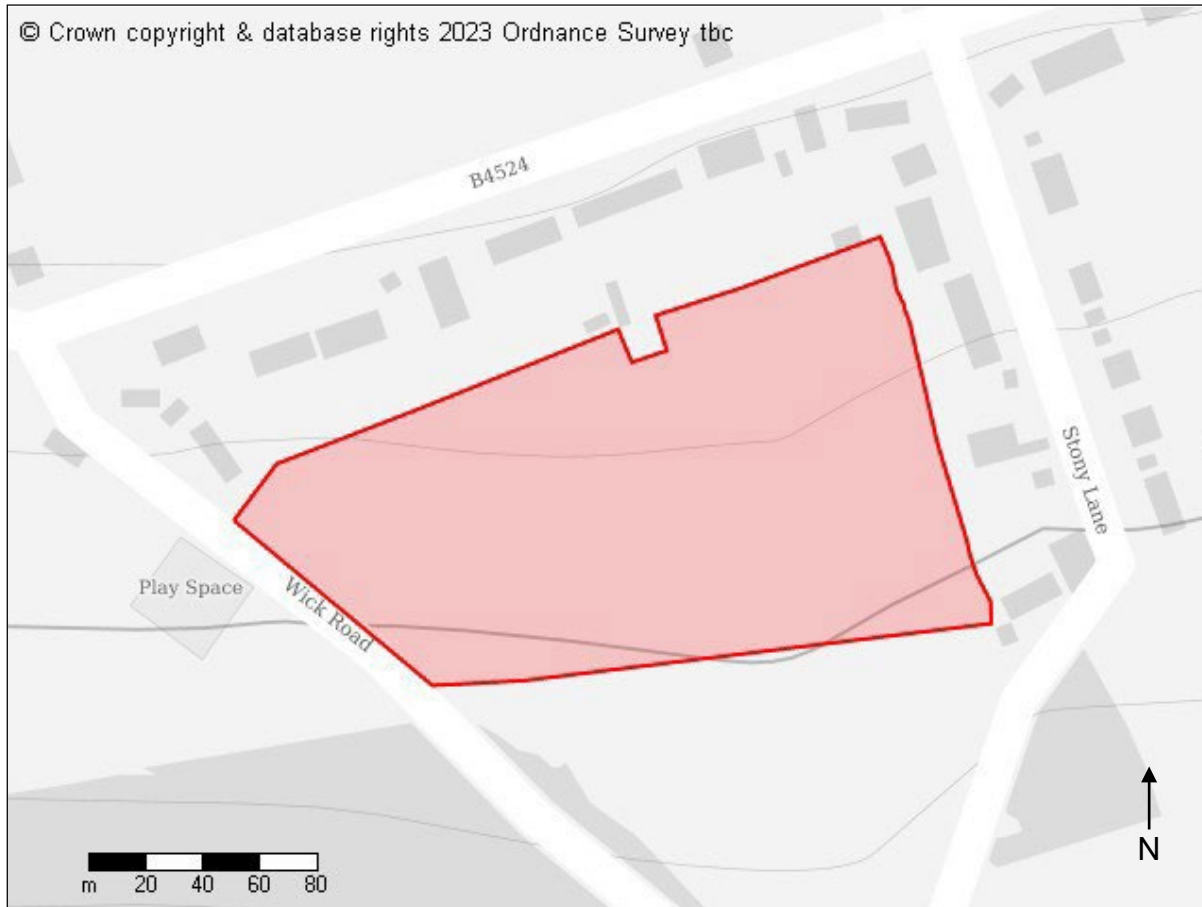 © Crown copyright & database rights 2023 Ordnance Survey tbc
B4524
Stony Lane
Play Space
Wick Road
m 20 40 60 80
N